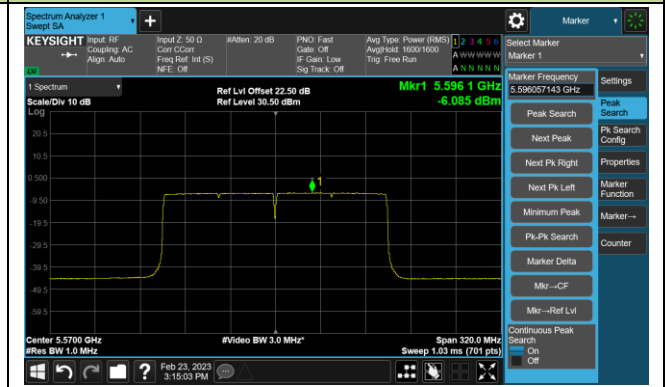 Spectrum Analyzer 1
Swept SA
Marker
KEYSIGHT
Input: RF
Coupling: AC
Align: Auto
Input Z: 50 Ω
Corr CCorr
Freq Ref: Int (S)
NFE: Off
#Atten: 20 dB
PNO: Fast
Gate: Off
IF Gain: Low
Sig Track: Off
Avg Type: Power (RMS)
Avg|Hold: 1600/1600
Trig: Free Run
1 2 3 4 5 6
A W W W W W
A N N N N N
Select Marker
Marker 1
1 Spectrum
Scale/Div 10 dB
Log
Ref Lvl Offset 22.50 dB
Ref Level 30.50 dBm
Mkr1 5.596 1 GHz
-6.085 dBm
20.5
10.5
0.500
-9.50
-19.5
-29.5
-39.5
-49.5
-59.5
1
Center 5.5700 GHz
#Res BW 1.0 MHz
#Video BW 3.0 MHz*
Span 320.0 MHz
Sweep 1.03 ms (701 pts)
Marker Frequency
5.596057143 GHz
Peak Search
Next Peak
Next Pk Right
Next Pk Left
Minimum Peak
Pk-Pk Search
Marker Delta
Mkr→CF
Mkr→Ref Lvl
Continuous Peak
Search
On
Off
Settings
Peak
Search
Pk Search
Config
Properties
Marker
Function
Marker→
Counter
?
Feb 23, 2023
3:15:03 PM